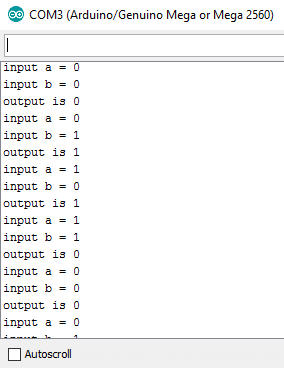 COM3 (Arduino/Genuino Mega or Mega 2560)
input a = 0
input b = 0
output is 0
input a = 0
input b = 1
output is 1
input a = 1
input b = 0
output is 1
input a = 1
input b = 1
output is 0
input a = 0
input b = 0
output is 0
input a = 0
input b = 1
Autoscroll